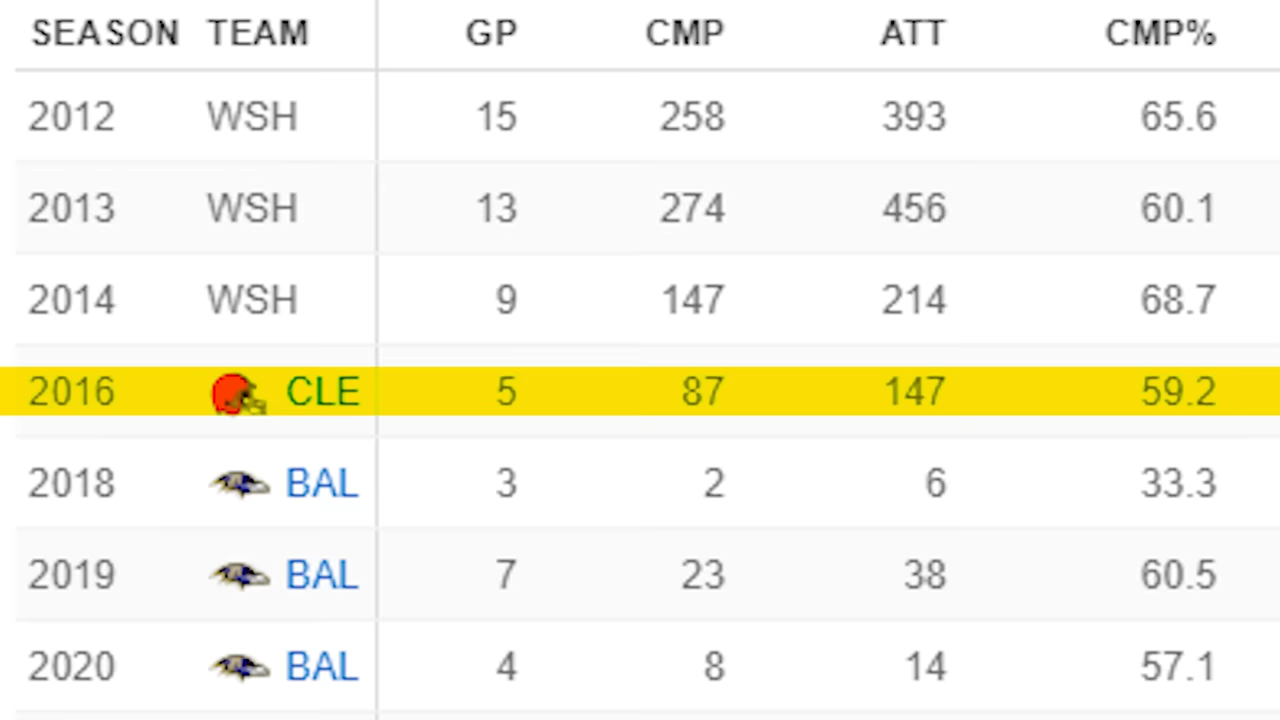 SEASON TEAM GP CMP ATT CMP%
2012 WSH 15 258 393 65.6
2013 WSH 13 274 456 60.1
2014 WSH 9 147 214 68.7
2016 CLE 5 87 147 59.2
2018 BAL 3 2 6 33.3
2019 BAL 7 23 38 60.5
2020 BAL 4 8 14 57.1